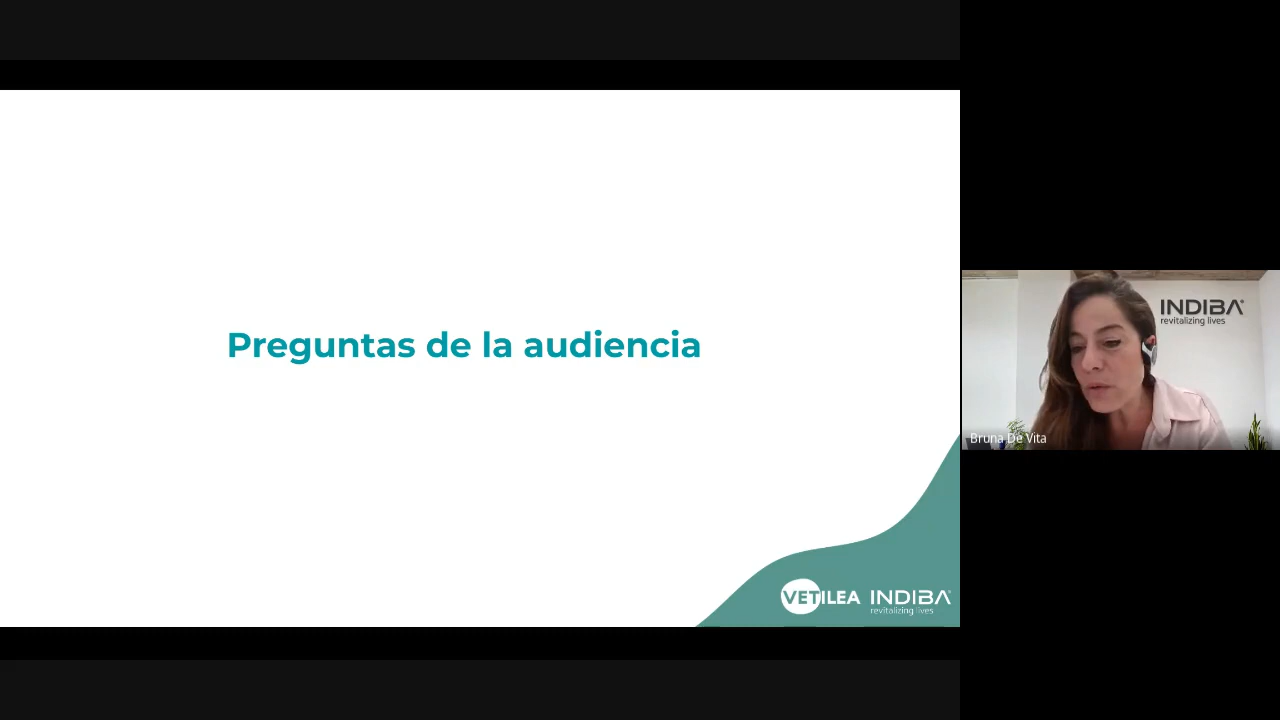 Preguntas de la audiencia
INDIBA®
revitalizing lives
Bruna De Vita
VETILEA INDIBA®
revitalizing lives